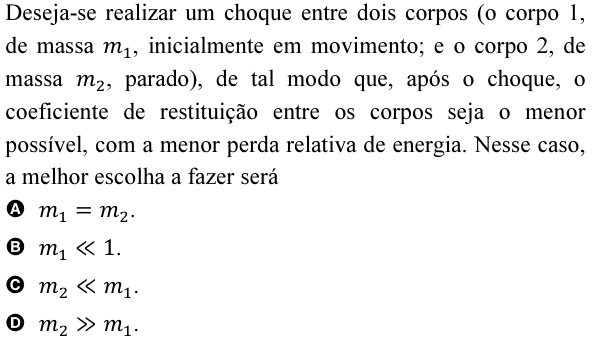 Deseja-se realizar um choque entre dois corpos (o corpo 1,
de massa m₁, inicialmente em movimento; e o corpo 2, de
massa m₂, parado), de tal modo que, após o choque, o
coeficiente de restituição entre os corpos seja o menor
possível, com a menor perda relativa de energia. Nesse caso,
a melhor escolha a fazer será
A m₁ = m₂.
B m₁ ≪ 1.
C m₂ ≪ m₁.
D m₂ ≫ m₁.